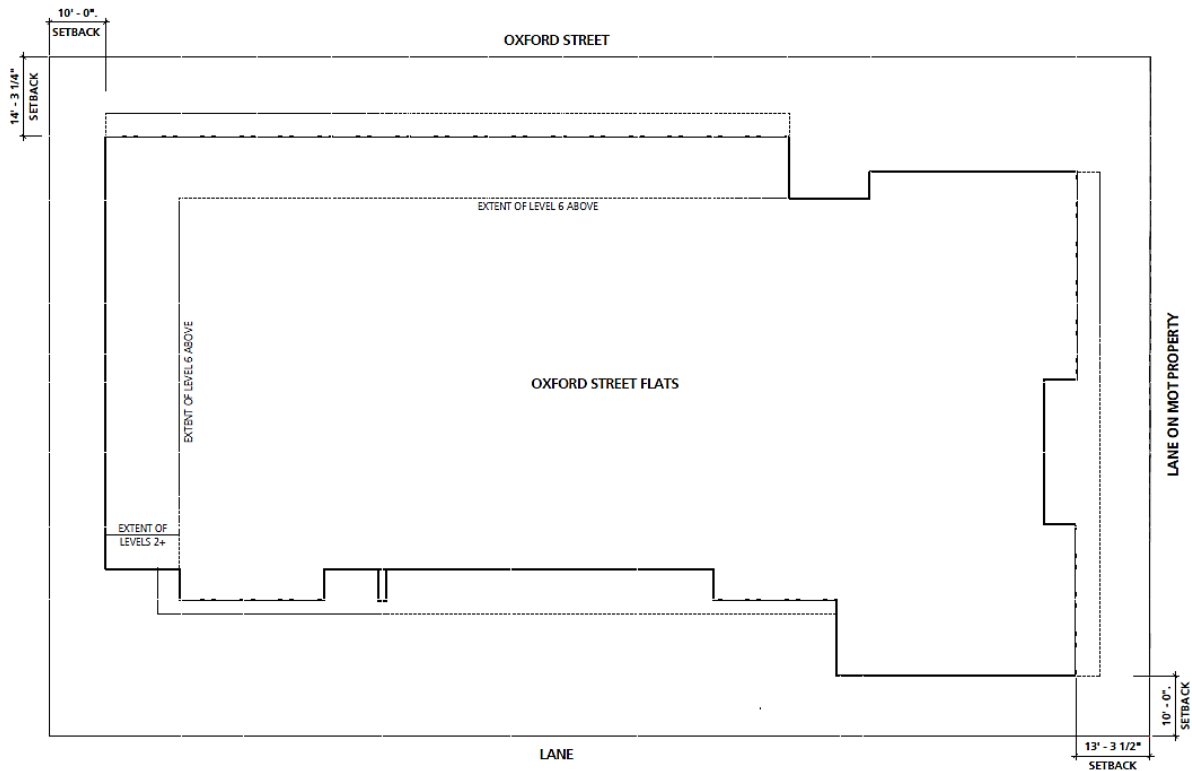 10' - 0".
SETBACK
OXFORD STREET
14' - 3 1/4"
SETBACK
EXTENT OF LEVEL 6 ABOVE
EXTENT OF LEVEL 6 ABOVE
OXFORD STREET FLATS
LANE ON MOT PROPERTY
EXTENT OF
LEVELS 2+
10' - 0".
SETBACK
LANE
13' - 3 1/2"
SETBACK